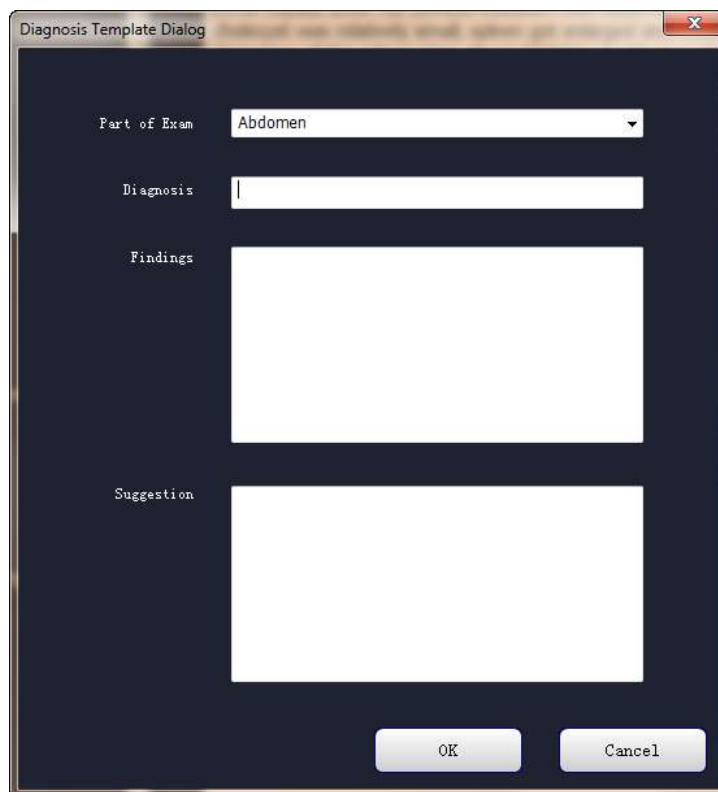 Diagnosis Template Dialog
Part of Exam
Abdomen
Diagnosis
Findings
Suggestion
OK
Cancel